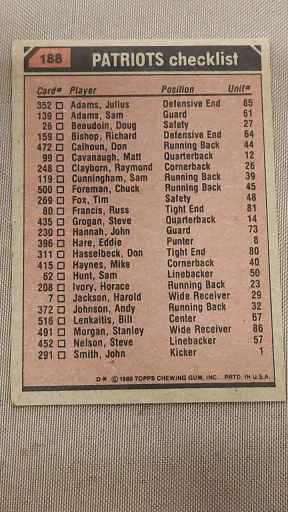 188 PATRIOTS checklist
Card# Player Position Unif.#
352 Adams, Julius Defensive End 85
139 Adams, Sam Guard 61
26 Beaudoin, Doug Safety 27
159 Bishop, Richard Defensive End 64
472 Calhoun, Don Running Back 44
99 Cavanaugh, Matt Quarterback 12
248 Clayborn, Raymond Cornerback 26
119 Cunningham, Sam Running Back 39
500 Foreman, Chuck Running Back 45
269 Fox, Tim Safety 48
80 Francis, Russ Tight End 81
435 Grogan, Steve Quarterback 14
230 Hannah, John Guard 73
396 Hare, Eddie Punter 8
311 Hasselbeck, Don Tight End 80
415 Haynes, Mike Cornerback 40
62 Hunt, Sam Linebacker 50
208 Ivory, Horace Running Back 23
7 Jackson, Harold Wide Receiver 29
372 Johnson, Andy Running Back 32
516 Lenkaitis, Bill Center 67
491 Morgan, Stanley Wide Receiver 86
452 Nelson, Steve Linebacker 57
291 Smith, John Kicker 1
© 1980 TOPPS CHEWING GUM, INC. PRTD. IN U.S.A.